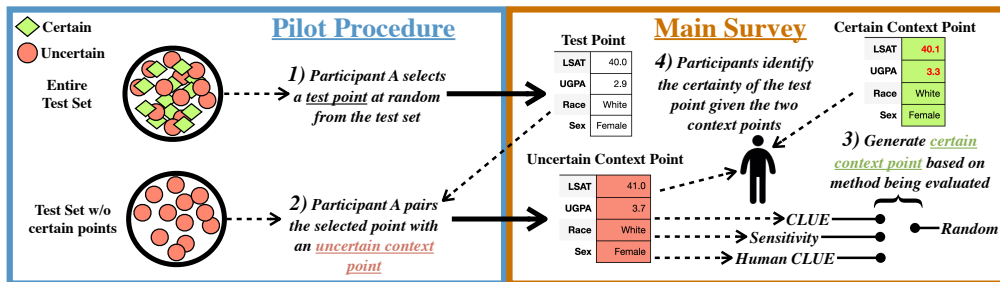 Pilot Procedure
Certain
Uncertain
Entire
Test Set
1) Participant A selects
a test point at random
from the test set
Test Set w/o
certain points
2) Participant A pairs
the selected point with
an uncertain context
point
Main Survey
Test Point
LSAT 40.0
UGPA 2.9
Race White
Sex Female
4) Participants identify
the certainty of the test
point given the two
context points
Certain Context Point
LSAT 40.1
UGPA 3.3
Race White
Sex Female
Uncertain Context Point
LSAT 41.0
UGPA 3.7
Race White
Sex Female
3) Generate certain
context point based on
method being evaluated
CLUE
Sensitivity
Human CLUE
Random